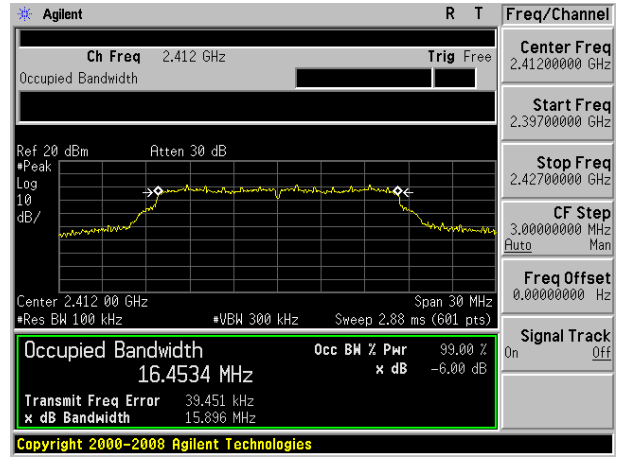 Agilent R T Freq/Channel
Ch Freq 2.412 GHz Trig Free
Occupied Bandwidth
Center Freq
2.41200000 GHz
Start Freq
2.39700000 GHz
Stop Freq
2.42700000 GHz
CF Step
3.00000000 MHz
Auto Man
Freq Offset
0.00000000 Hz
Signal Track
On Off
Ref 20 dBm Atten 30 dB
#Peak
Log
10
dB/
Center 2.412 00 GHz Span 30 MHz
#Res BW 100 kHz #VBW 300 kHz Sweep 2.88 ms (601 pts)
Occupied Bandwidth Occ BW % Pwr 99.00 %
16.4534 MHz x dB -6.00 dB
Transmit Freq Error 39.451 kHz
x dB Bandwidth 15.896 MHz
Copyright 2000-2008 Agilent Technologies